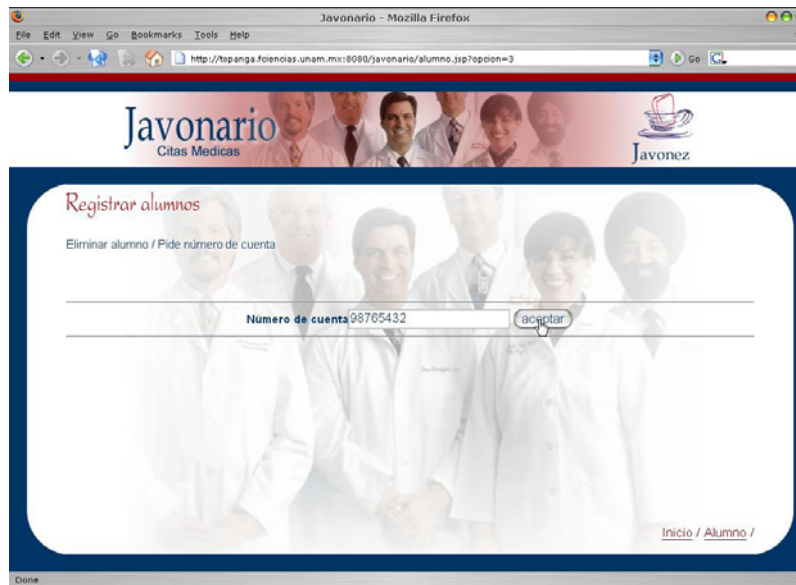 Javonario - Mozilla Firefox
File Edit View Go Bookmarks Tools Help
http://topanga.fciencias.unam.mx:8080/javonario/alumno.jsp?opcion=3
Go
Javonario
Citas Medicas
Javonez
Registrar alumnos
Eliminar alumno / Pide número de cuenta
Número de cuenta 98765432 aceptar
Inicio / Alumno /
Done